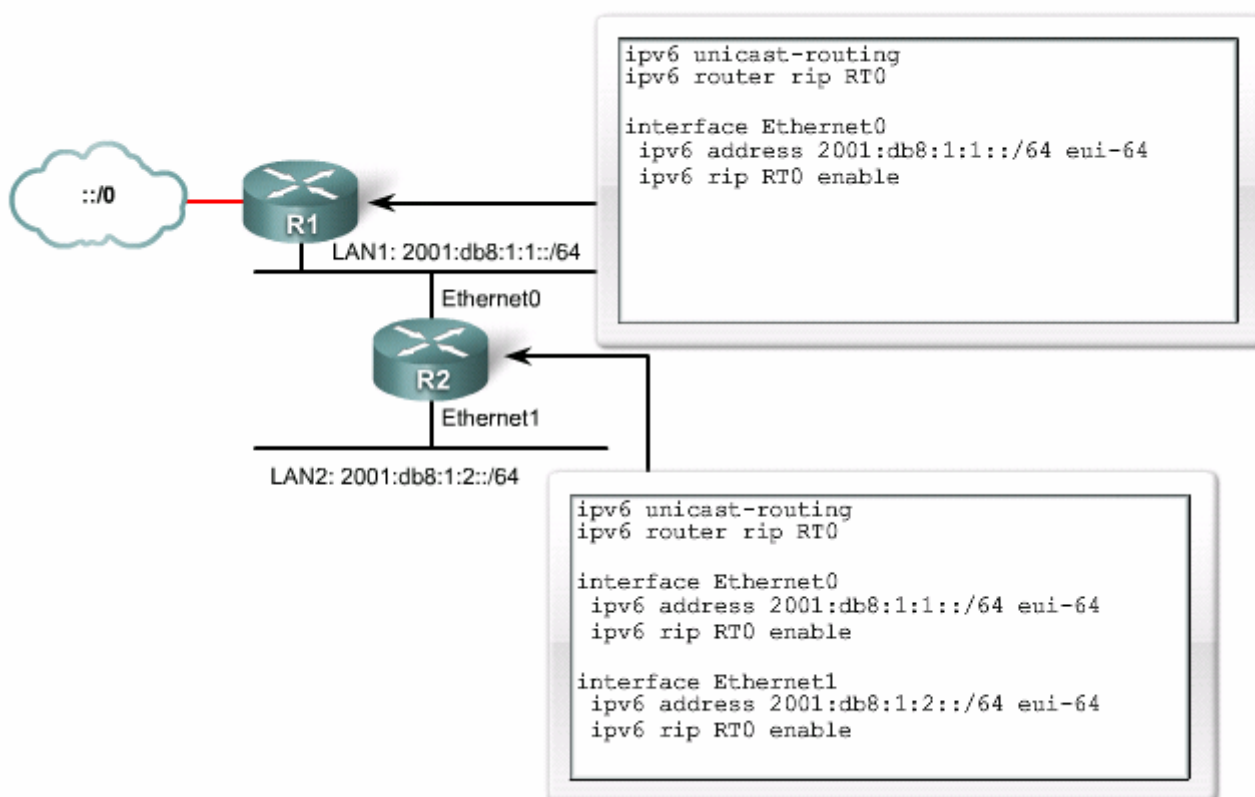 ipv6 unicast-routing
ipv6 router rip RT0
interface Ethernet0
ipv6 address 2001:db8:1:1::/64 eui-64
ipv6 rip RT0 enable
::/0
R1
LAN1: 2001:db8:1:1::/64
Ethernet0
R2
Ethernet1
LAN2: 2001:db8:1:2::/64
ipv6 unicast-routing
ipv6 router rip RT0
interface Ethernet0
ipv6 address 2001:db8:1:1::/64 eui-64
ipv6 rip RT0 enable
interface Ethernet1
ipv6 address 2001:db8:1:2::/64 eui-64
ipv6 rip RT0 enable